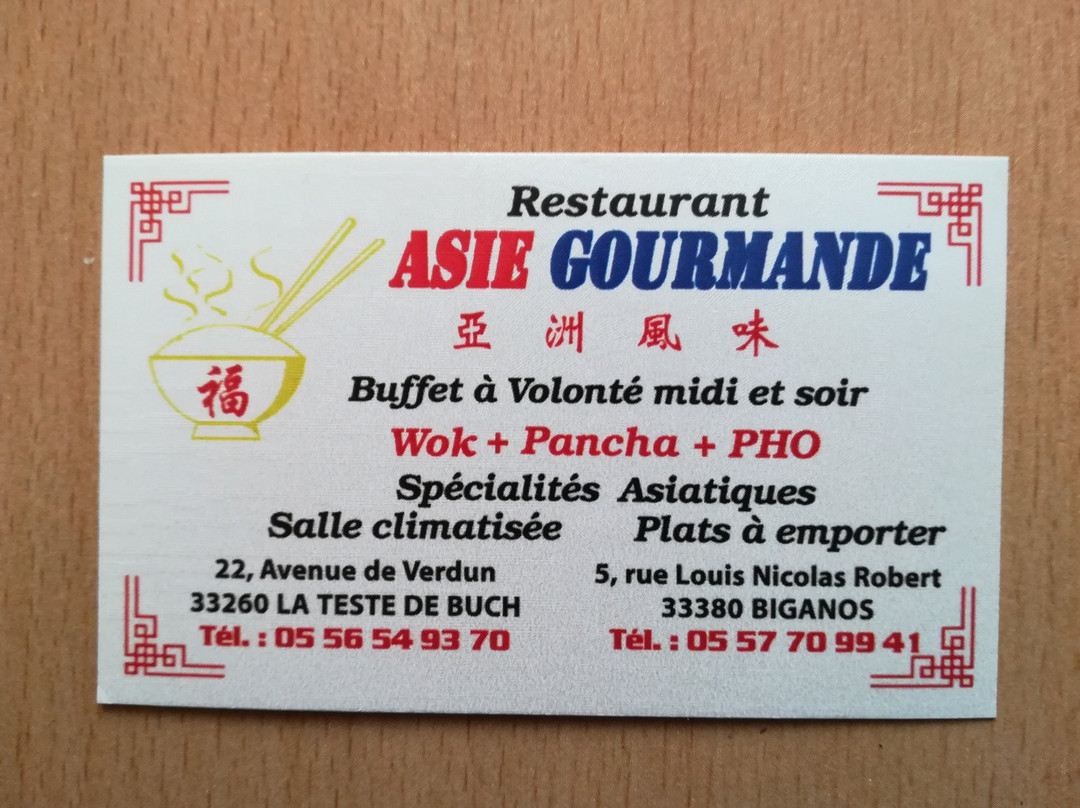 Restaurant
ASIE GOURMANDE
亞洲風味
福
Buffet à Volonté midi et soir
Wok + Pancha + PHO
Spécialités Asiatiques
Salle climatisée
Plats à emporter
22, Avenue de Verdun
33260 LA TESTE DE BUCH
Tél. : 05 56 54 93 70
5, rue Louis Nicolas Robert
33380 BIGANOS
Tél. : 05 57 70 99 41